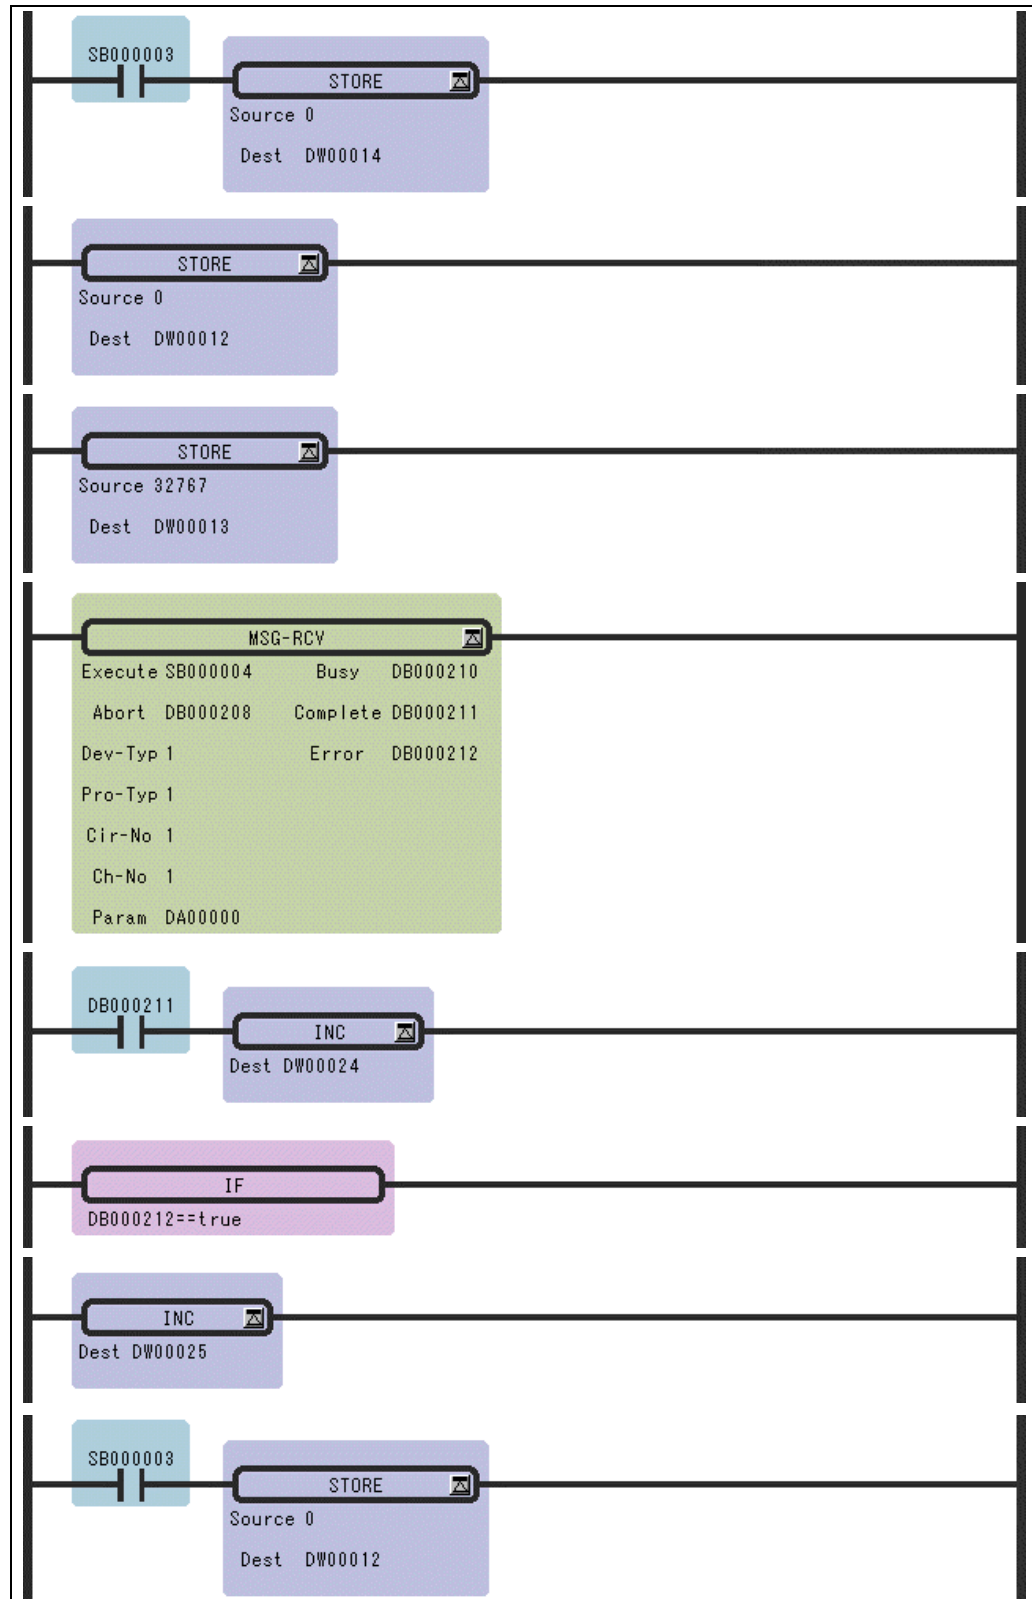 SB000003
STORE
Source 0
Dest DW00014
STORE
Source 0
Dest DW00012
STORE
Source 32767
Dest DW00013
MSG-RCV
Execute SB000004 Busy DB000210
Abort DB000208 Complete DB000211
Dev-Typ 1 Error DB000212
Pro-Typ 1
Cir-No 1
Ch-No 1
Param DA00000
DB000211
INC
Dest DW00024
IF
DB000212==true
INC
Dest DW00025
SB000003
STORE
Source 0
Dest DW00012